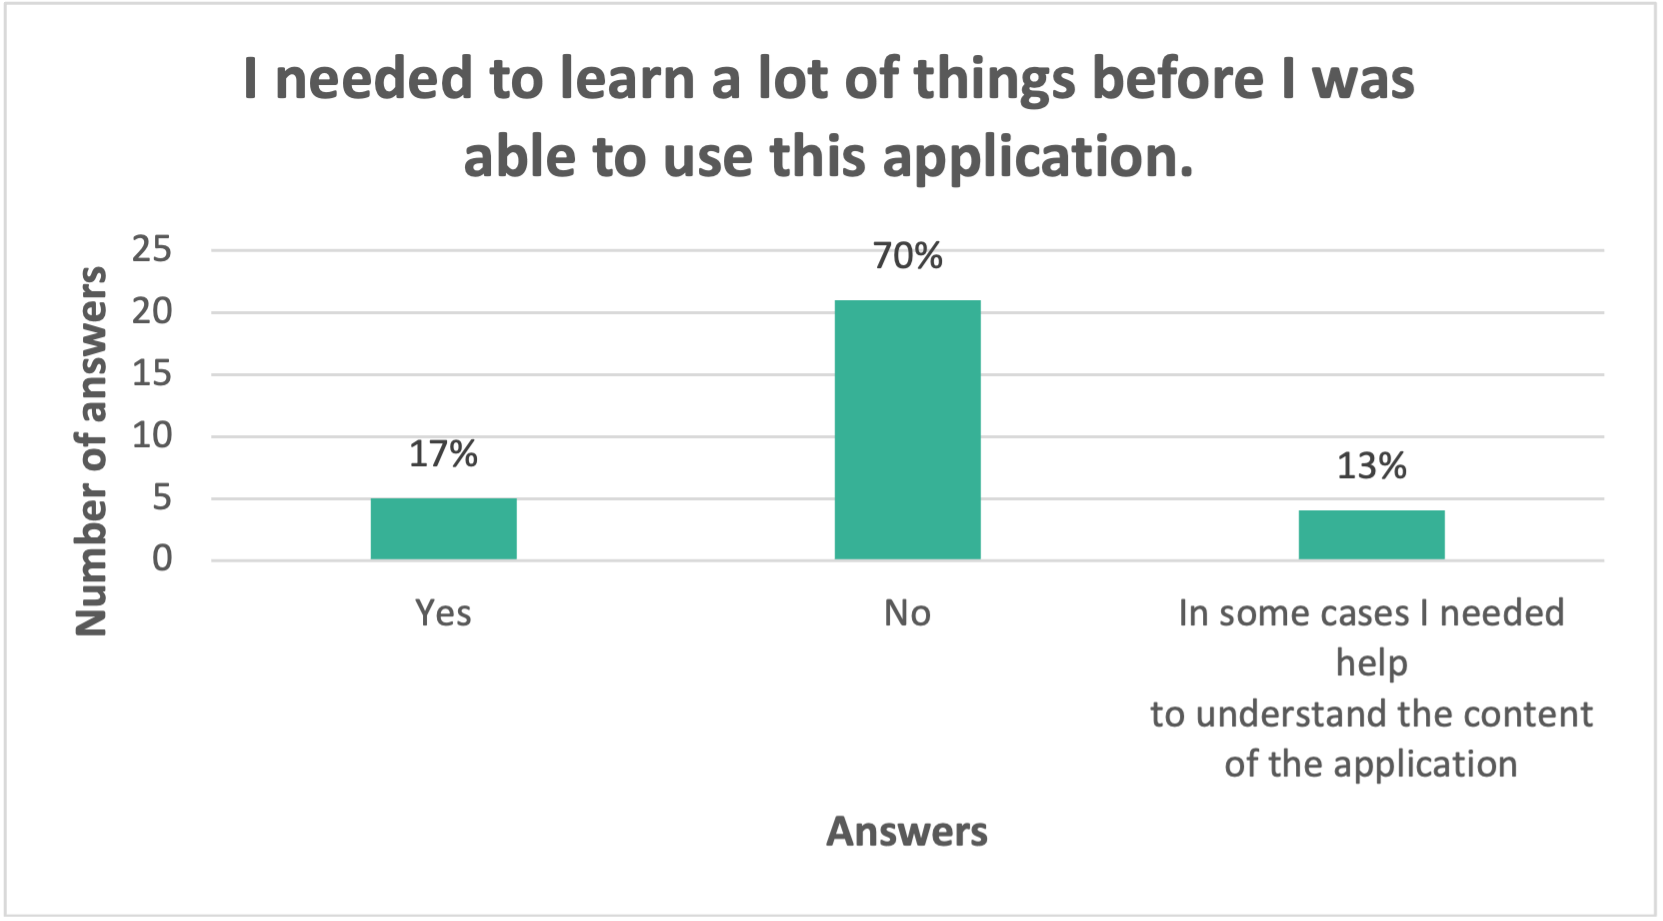 I needed to learn a lot of things before I was
able to use this application.
Number of answers
25
20
15
10
5
0
17%
70%
13%
Yes
No
In some cases I needed
help
to understand the content
of the application
Answers